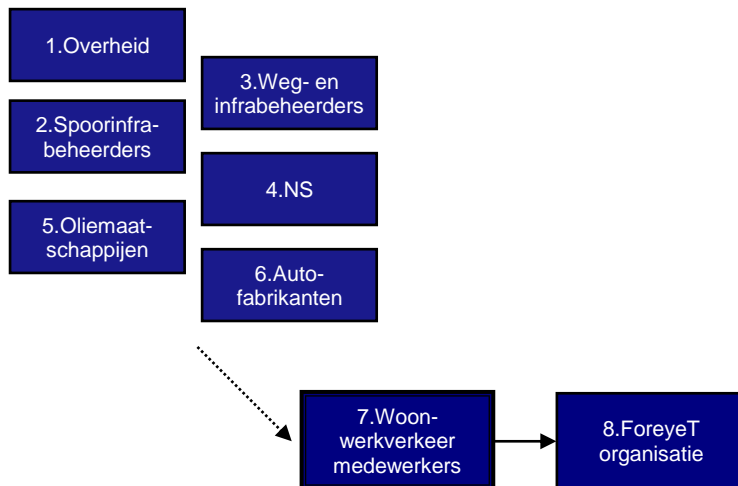 1.Overheid
2.Spoorinfra-
beheerders
3.Weg- en
infrabeheerders
4.NS
5.Oliemaat-
schappijen
6.Auto-
fabrikanten
7.Woon-
werkverkeer
medewerkers
8.ForeyeT
organisatie